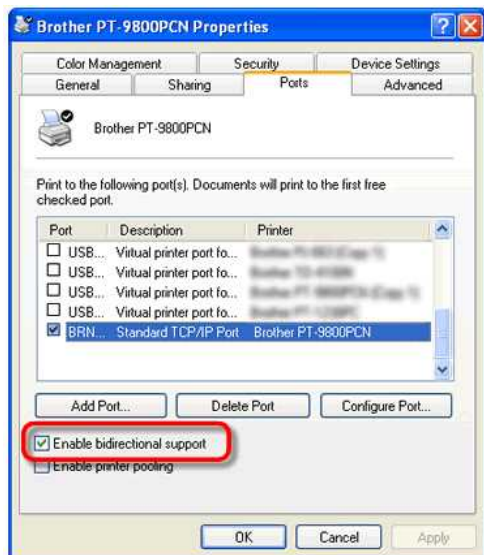 Brother PT-9800PCN Properties
Color Management Security Device Settings
General Sharing Ports Advanced
Brother PT-9800PCN
Print to the following port(s). Documents will print to the first free
checked port.
Port Description Printer
USB... Virtual printer port fo...
USB... Virtual printer port fo...
USB... Virtual printer port fo...
USB... Virtual printer port fo...
BRN... Standard TCP/IP Port Brother PT-9800PCN
Add Port... Delete Port Configure Port...
Enable bidirectional support
Enable printer pooling
OK Cancel Apply